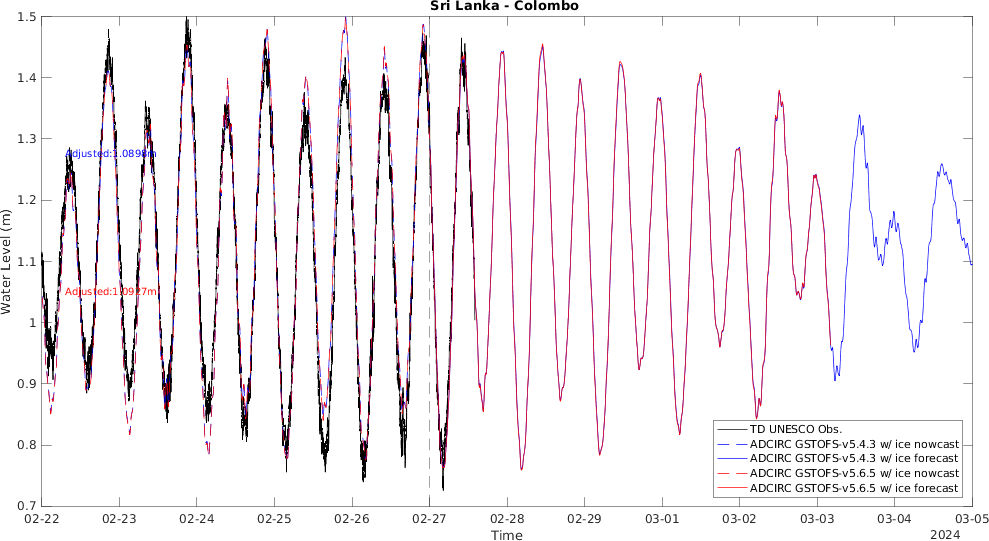 Sri Lanka - Colombo
Water Level (m)
1.5
1.4
1.3
1.2
1.1
1
0.9
0.8
0.7
Adjusted:1.0898m
Adjusted:1.0927m
TD UNESCO Obs.
ADCIRC GSTOFS-v5.4.3 w/ ice nowcast
ADCIRC GSTOFS-v5.4.3 w/ ice forecast
ADCIRC GSTOFS-v5.6.5 w/ ice nowcast
ADCIRC GSTOFS-v5.6.5 w/ ice forecast
02-22 02-23 02-24 02-25 02-26 02-27 02-28 02-29 03-01 03-02 03-03 03-04 03-05
Time
2024